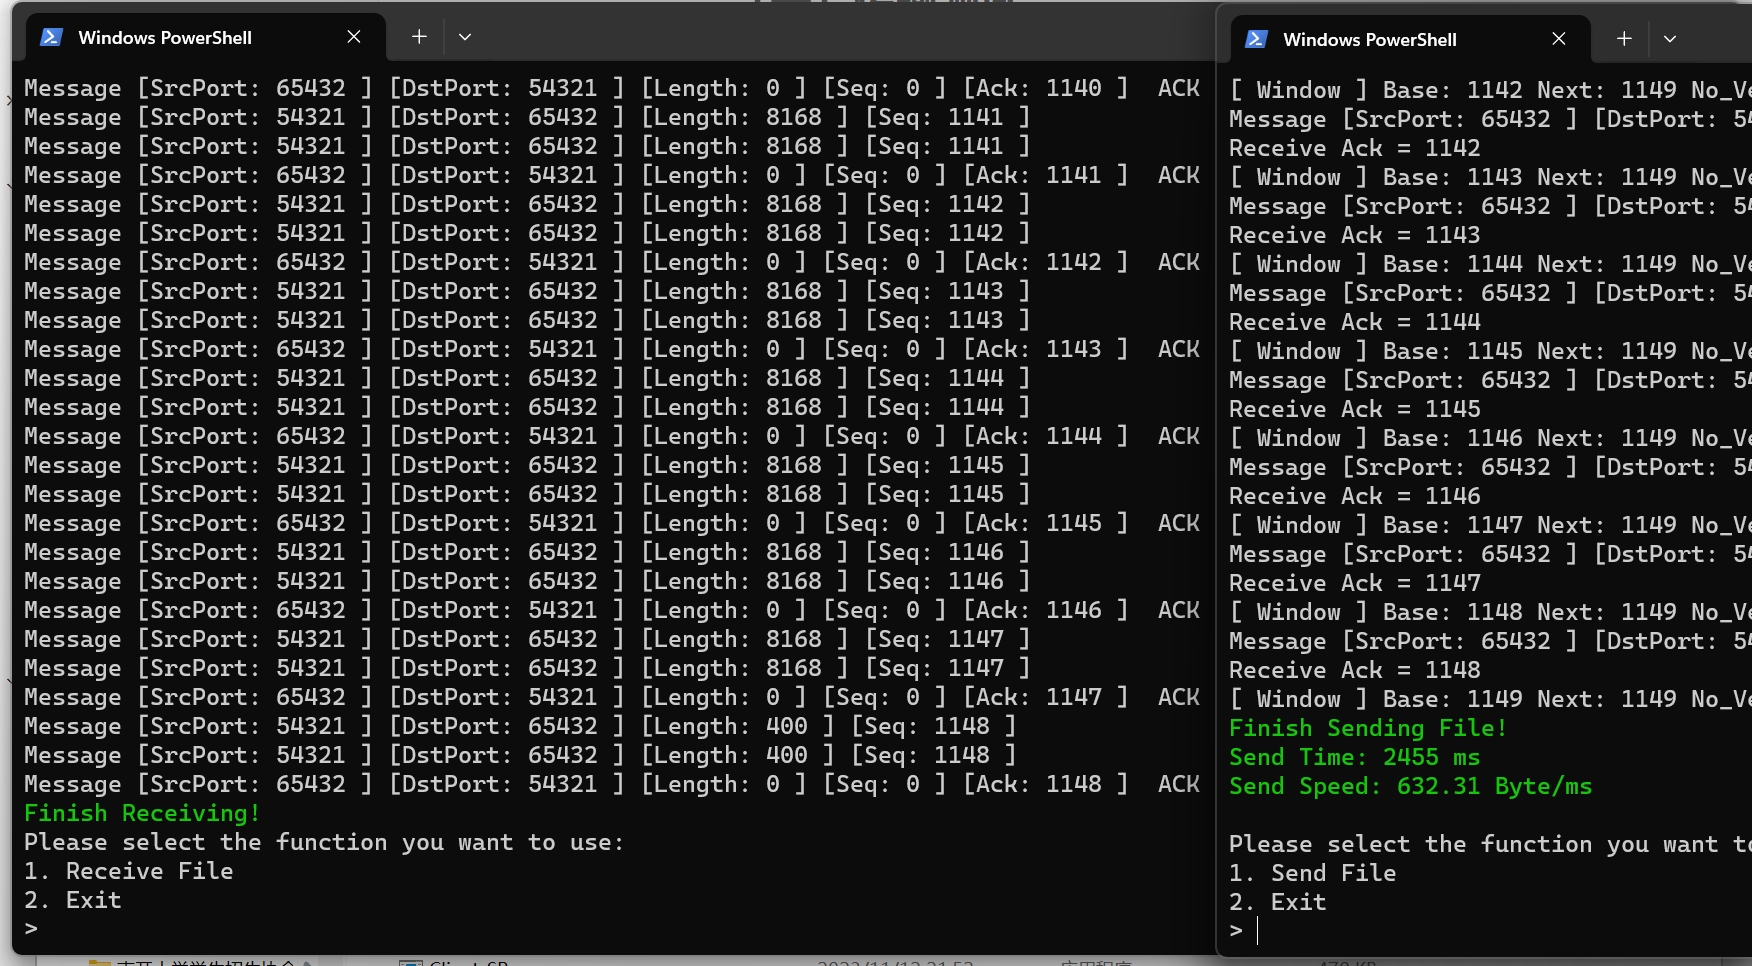 Windows PowerShell
Message [SrcPort: 65432 ] [DstPort: 54321 ] [Length: 0 ] [Seq: 0 ] [Ack: 1140 ]  ACK
Message [SrcPort: 54321 ] [DstPort: 65432 ] [Length: 8168 ] [Seq: 1141 ]
Message [SrcPort: 54321 ] [DstPort: 65432 ] [Length: 8168 ] [Seq: 1141 ]
Message [SrcPort: 65432 ] [DstPort: 54321 ] [Length: 0 ] [Seq: 0 ] [Ack: 1141 ]  ACK
Message [SrcPort: 54321 ] [DstPort: 65432 ] [Length: 8168 ] [Seq: 1142 ]
Message [SrcPort: 54321 ] [DstPort: 65432 ] [Length: 8168 ] [Seq: 1142 ]
Message [SrcPort: 65432 ] [DstPort: 54321 ] [Length: 0 ] [Seq: 0 ] [Ack: 1142 ]  ACK
Message [SrcPort: 54321 ] [DstPort: 65432 ] [Length: 8168 ] [Seq: 1143 ]
Message [SrcPort: 54321 ] [DstPort: 65432 ] [Length: 8168 ] [Seq: 1143 ]
Message [SrcPort: 65432 ] [DstPort: 54321 ] [Length: 0 ] [Seq: 0 ] [Ack: 1143 ]  ACK
Message [SrcPort: 54321 ] [DstPort: 65432 ] [Length: 8168 ] [Seq: 1144 ]
Message [SrcPort: 54321 ] [DstPort: 65432 ] [Length: 8168 ] [Seq: 1144 ]
Message [SrcPort: 65432 ] [DstPort: 54321 ] [Length: 0 ] [Seq: 0 ] [Ack: 1144 ]  ACK
Message [SrcPort: 54321 ] [DstPort: 65432 ] [Length: 8168 ] [Seq: 1145 ]
Message [SrcPort: 54321 ] [DstPort: 65432 ] [Length: 8168 ] [Seq: 1145 ]
Message [SrcPort: 65432 ] [DstPort: 54321 ] [Length: 0 ] [Seq: 0 ] [Ack: 1145 ]  ACK
Message [SrcPort: 54321 ] [DstPort: 65432 ] [Length: 8168 ] [Seq: 1146 ]
Message [SrcPort: 54321 ] [DstPort: 65432 ] [Length: 8168 ] [Seq: 1146 ]
Message [SrcPort: 65432 ] [DstPort: 54321 ] [Length: 0 ] [Seq: 0 ] [Ack: 1146 ]  ACK
Message [SrcPort: 54321 ] [DstPort: 65432 ] [Length: 8168 ] [Seq: 1147 ]
Message [SrcPort: 54321 ] [DstPort: 65432 ] [Length: 8168 ] [Seq: 1147 ]
Message [SrcPort: 65432 ] [DstPort: 54321 ] [Length: 0 ] [Seq: 0 ] [Ack: 1147 ]  ACK
Message [SrcPort: 54321 ] [DstPort: 65432 ] [Length: 400 ] [Seq: 1148 ]
Message [SrcPort: 54321 ] [DstPort: 65432 ] [Length: 400 ] [Seq: 1148 ]
Message [SrcPort: 65432 ] [DstPort: 54321 ] [Length: 0 ] [Seq: 0 ] [Ack: 1148 ]  ACK
Finish Receiving!
Please select the function you want to use:
1. Receive File
2. Exit
>
Windows PowerShell
[ Window ] Base: 1142 Next: 1149 No_Ve
Message [SrcPort: 65432 ] [DstPort: 54
Receive Ack = 1142
[ Window ] Base: 1143 Next: 1149 No_Ve
Message [SrcPort: 65432 ] [DstPort: 54
Receive Ack = 1143
[ Window ] Base: 1144 Next: 1149 No_Ve
Message [SrcPort: 65432 ] [DstPort: 54
Receive Ack = 1144
[ Window ] Base: 1145 Next: 1149 No_Ve
Message [SrcPort: 65432 ] [DstPort: 54
Receive Ack = 1145
[ Window ] Base: 1146 Next: 1149 No_Ve
Message [SrcPort: 65432 ] [DstPort: 54
Receive Ack = 1146
[ Window ] Base: 1147 Next: 1149 No_Ve
Message [SrcPort: 65432 ] [DstPort: 54
Receive Ack = 1147
[ Window ] Base: 1148 Next: 1149 No_Ve
Message [SrcPort: 65432 ] [DstPort: 54
Receive Ack = 1148
[ Window ] Base: 1149 Next: 1149 No_Ve
Finish Sending File!
Send Time: 2455 ms
Send Speed: 632.31 Byte/ms
Please select the function you want to
1. Send File
2. Exit
>